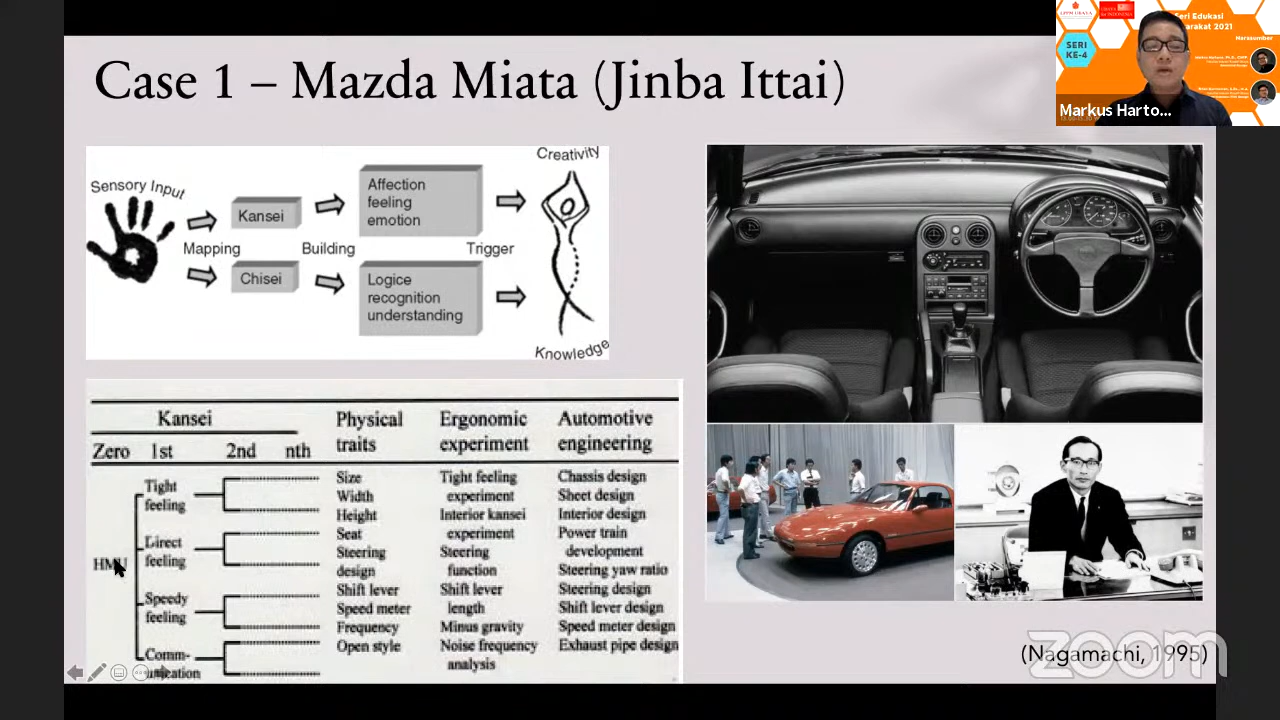 Case 1 – Mazda Miata (Jinba Ittai)
SERI
KE-4
Seri Edukasi
Narasumber
Markus Harto...
Sensory Input
Creativity
Kansei
Affection
feeling
emotion
Mapping
Building
Trigger
Chisei
Logice
recognition
understanding
Knowledge
Kansei
Physical
traits
Ergonomic
experiment
Automotive
engineering
Zero 1st 2nd nth
Tight
feeling
Direct
feeling
Speedy
feeling
Comm-
Size
Width
Height
Seat
Steering
design
Shift lever
Speed meter
Frequency
Open style
Tight feeling
experiment
Interior kansei
experiment
Steering
function
Shift lever
length
Minus gravity
Noise frequency
analysis
Chassis design
Sheet design
Interior design
Power train
development
Steering yaw ratio
Steering design
Shift lever design
Speed meter design
Exhaust pipe design
(Nagamachi, 1995)
zoom